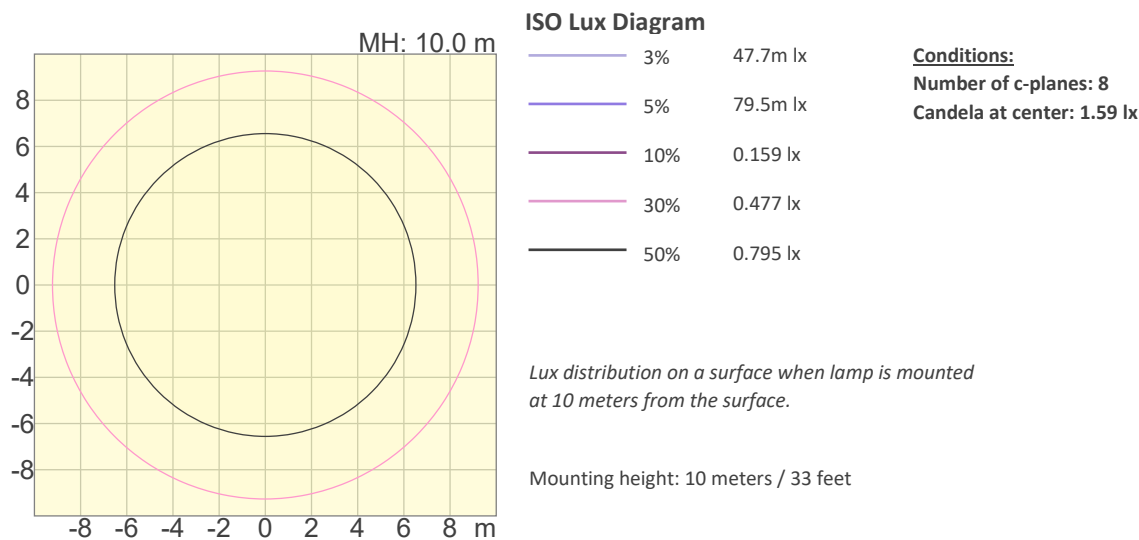 ISO Lux Diagram
MH: 10.0 m
3% 47.7m lx
5% 79.5m lx
10% 0.159 lx
30% 0.477 lx
50% 0.795 lx
Conditions:
Number of c-planes: 8
Candela at center: 1.59 lx
8
6
4
2
0
-2
-4
-6
-8
-8 -6 -4 -2 0 2 4 6 8 m
Lux distribution on a surface when lamp is mounted
at 10 meters from the surface.
Mounting height: 10 meters / 33 feet